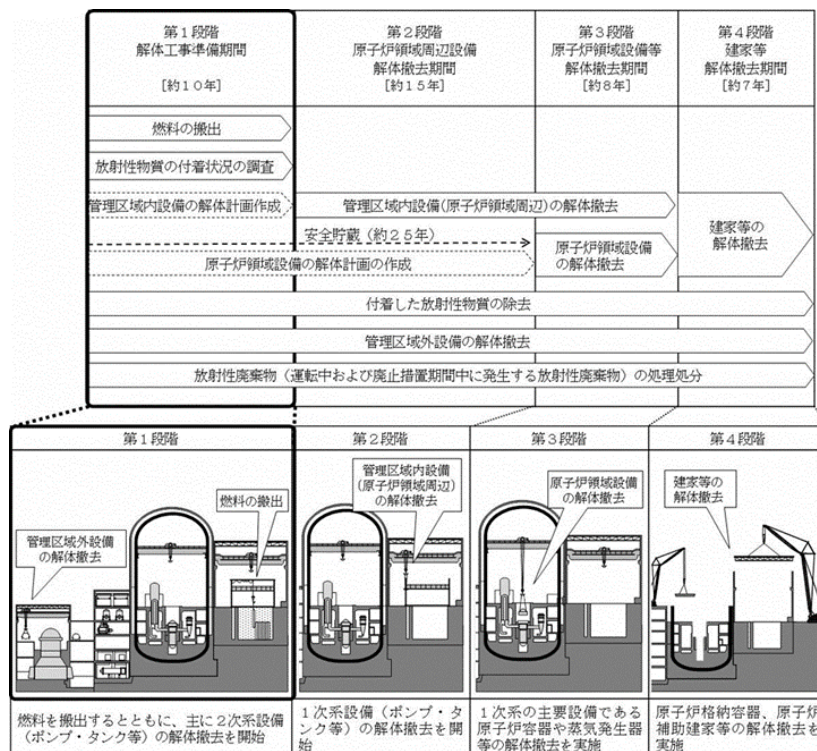 第1段階
解体工事準備期間
[約10年]
第2段階
原子炉領域周辺設備
解体撤去期間
[約15年]
第3段階
原子炉領域設備等
解体撤去期間
[約8年]
第4段階
建家等
解体撤去期間
[約7年]
燃料の搬出
放射性物質の付着状況の調査
管理区域内設備の解体計画作成
管理区域内設備(原子炉領域周辺)の解体撤去
安全貯蔵(約25年)
原子炉領域設備の解体計画の作成
原子炉領域設備
の解体撤去
建家等の
解体撤去
付着した放射性物質の除去
管理区域外設備の解体撤去
放射性廃棄物(運転中および廃止措置期間中に発生する放射性廃棄物)の処理処分
第1段階
管理区域外設備
の解体撤去
燃料の搬出
燃料を搬出するとともに、主に2次系設備
(ポンプ・タンク等)の解体撤去を開始
第2段階
管理区域内設備
(原子炉領域周辺)
の解体撤去
1次系設備(ポンプ・タ
ンク等)の解体撤去を開
始
第3段階
原子炉領域設備
の解体撤去
1次系の主要設備である
原子炉容器や蒸気発生器
等の解体撤去を実施
第4段階
建家等の
解体撤去
原子炉格納容器、原子炉
補助建家等の解体撤去を
実施